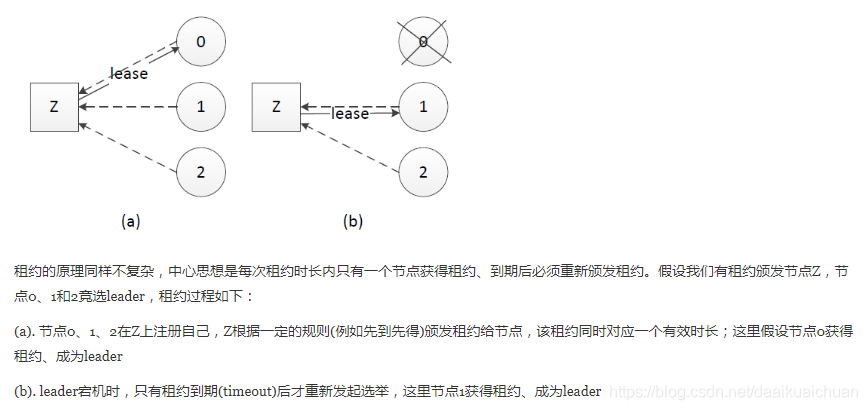 0
lease
Z
1
2
(a)
0
Z
1
lease
2
(b)
租约的原理同样不复杂，中心思想是每次租约时长内只有一个节点获得租约、到期后必须重新颁发租约。假设我们有租约颁发节点Z，节
点0、1和2竞选leader，租约过程如下：
(a). 节点0、1、2在Z上注册自己，Z根据一定的规则(例如先到先得)颁发租约给节点，该租约同时对应一个有效时长；这里假设节点0获得
租约、成为leader
(b). leader宕机时，只有租约到期(timeout)后才重新发起选举，这里节点1获得租约、成为leader
https://blog.csdn.net/daaikuaichuan